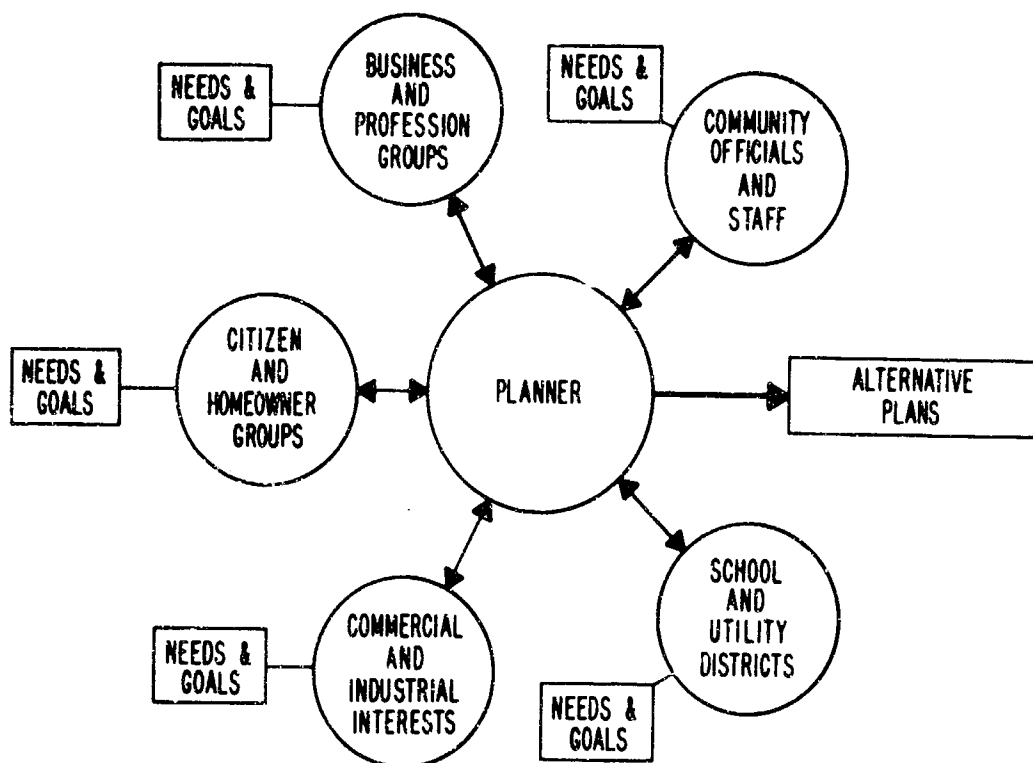 NEEDS &
GOALS
BUSINESS
AND
PROFESSION
GROUPS
NEEDS &
GOALS
COMMUNITY
OFFICIALS
AND
STAFF
NEEDS &
GOALS
CITIZEN
AND
HOMEOWNER
GROUPS
PLANNER
ALTERNATIVE
PLANS
NEEDS &
GOALS
COMMERCIAL
AND
INDUSTRIAL
INTERESTS
SCHOOL
AND
UTILITY
DISTRICTS
NEEDS &
GOALS